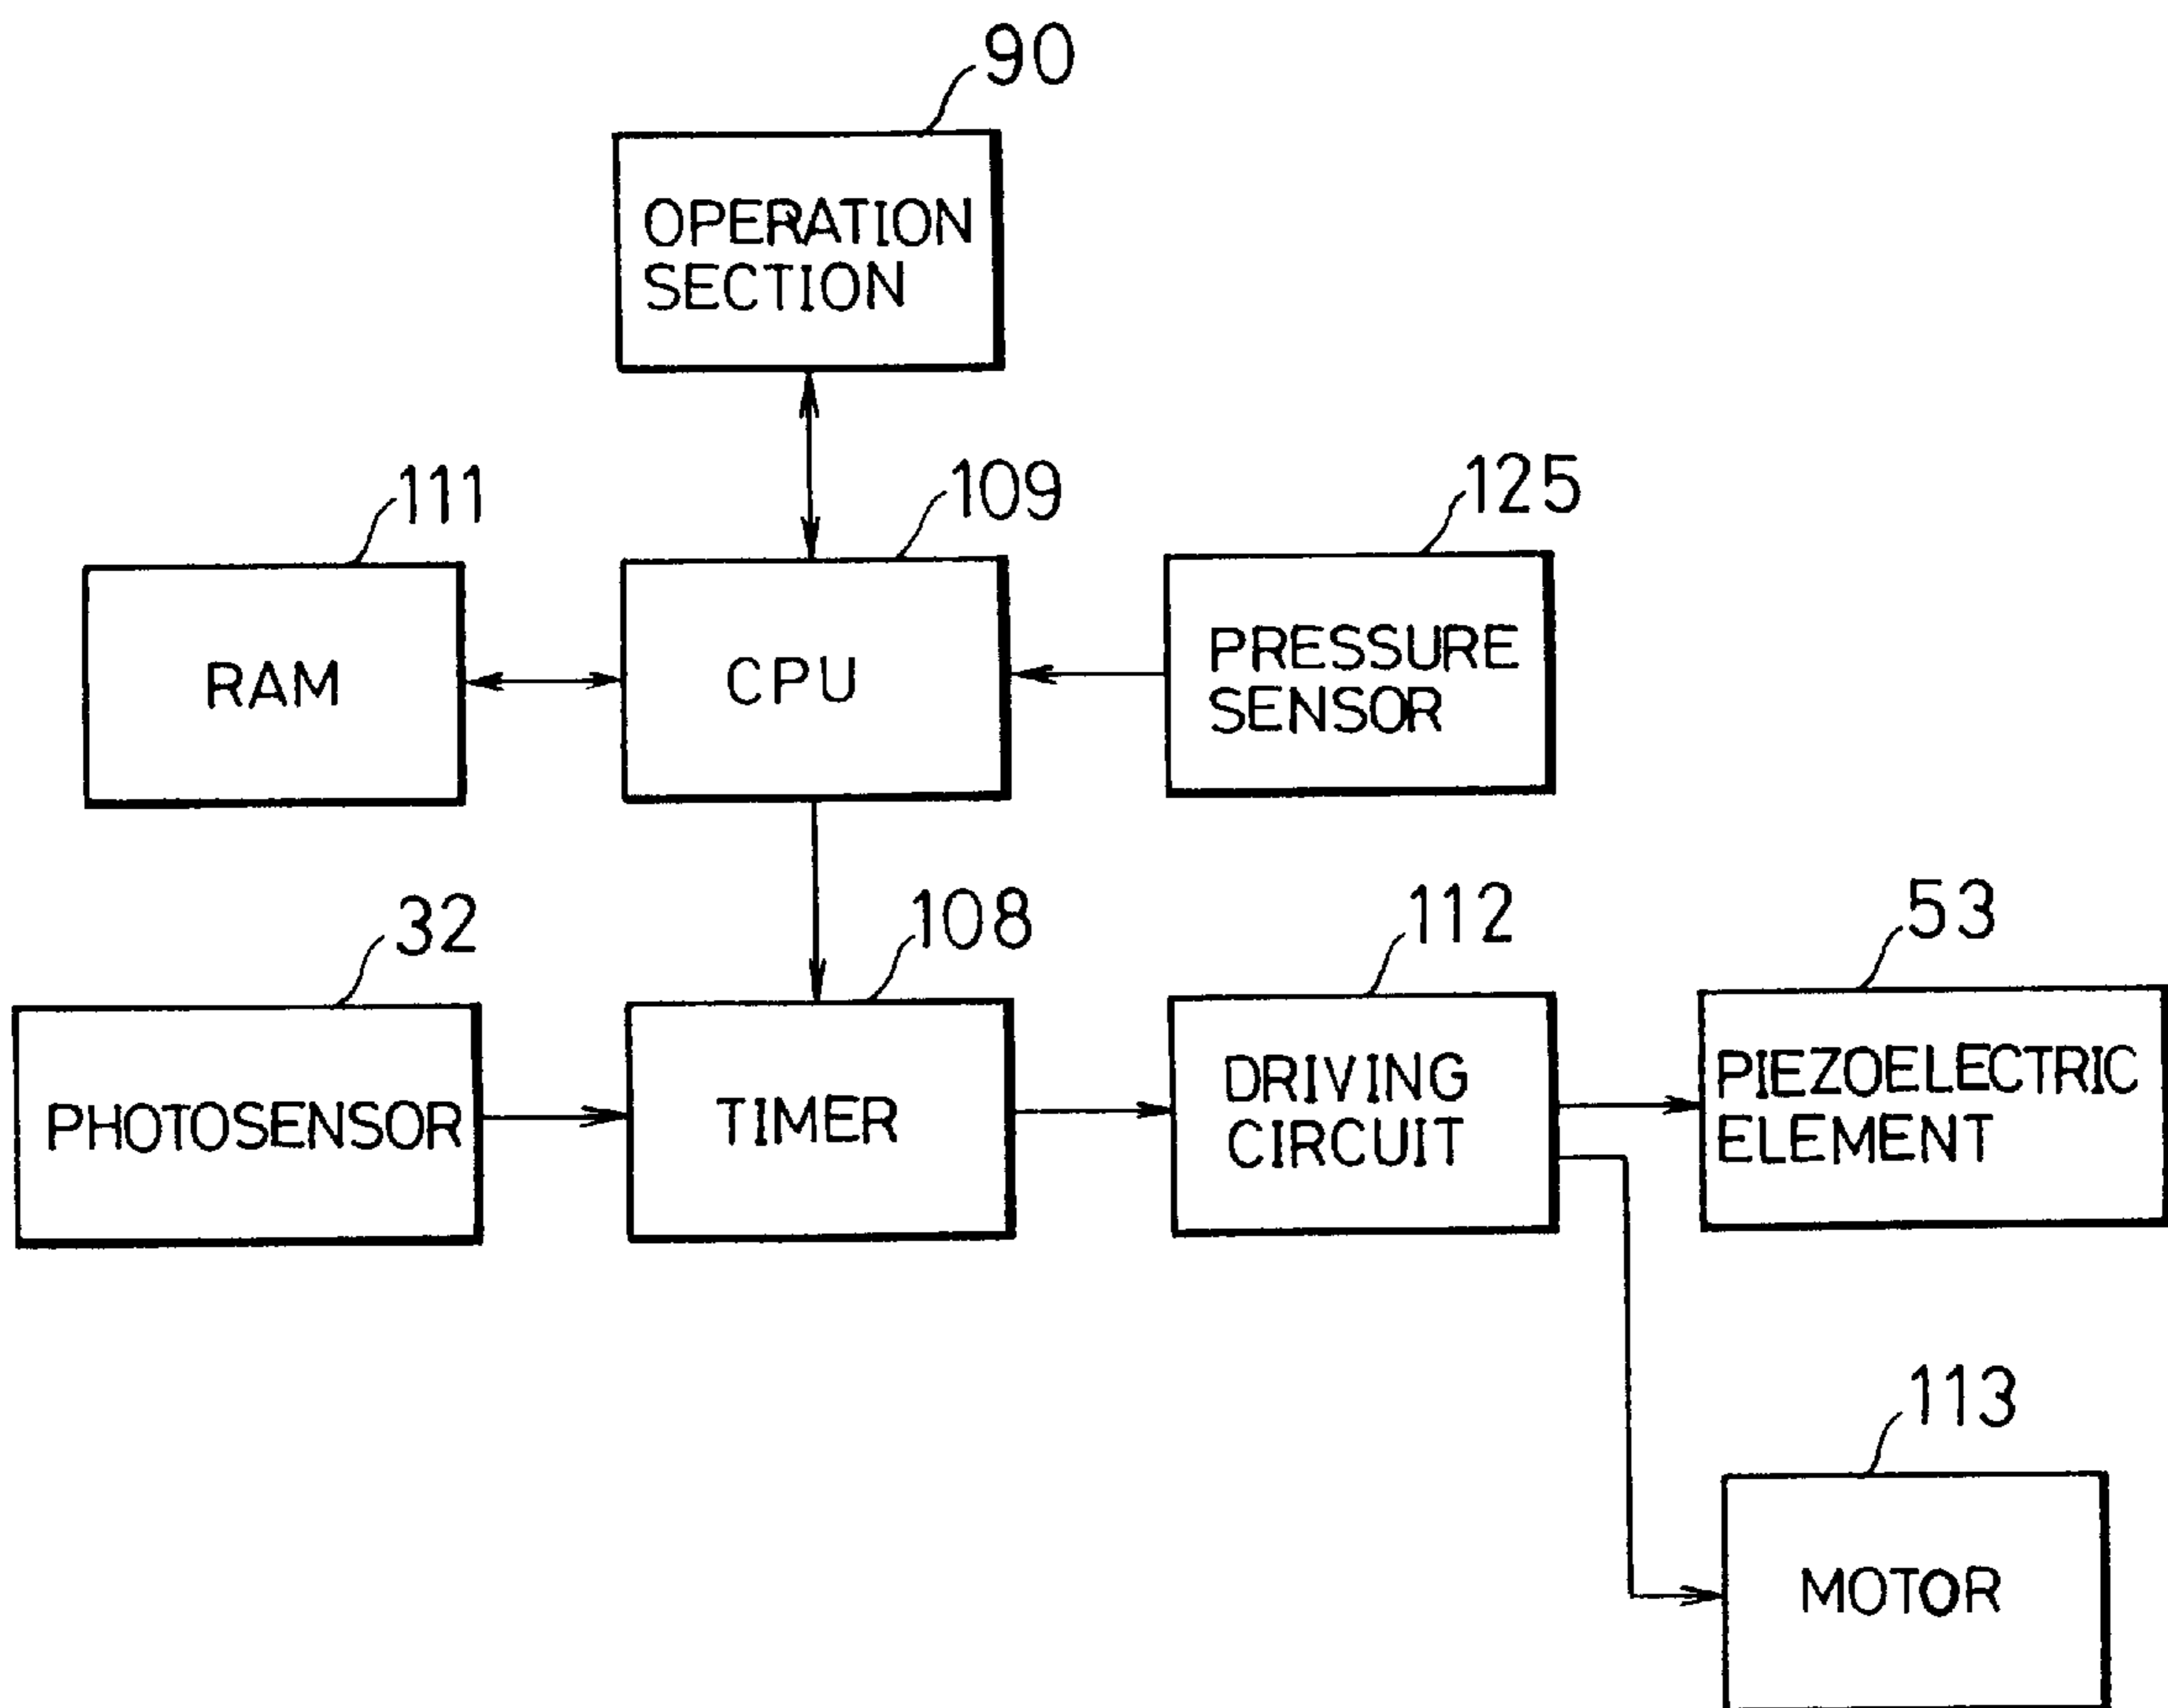 90
OPERATION
SECTION
111
109
125
RAM
CPU
PRESSURE
SENSOR
32
108
112
53
PHOTOSENSOR
TIMER
DRIVING
CIRCUIT
PIEZOELECTRIC
ELEMENT
113
MOTOR